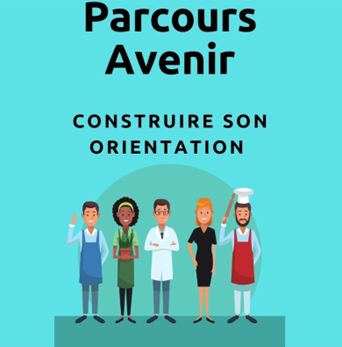 Parcours
Avenir
CONSTRUIRE SON
ORIENTATION